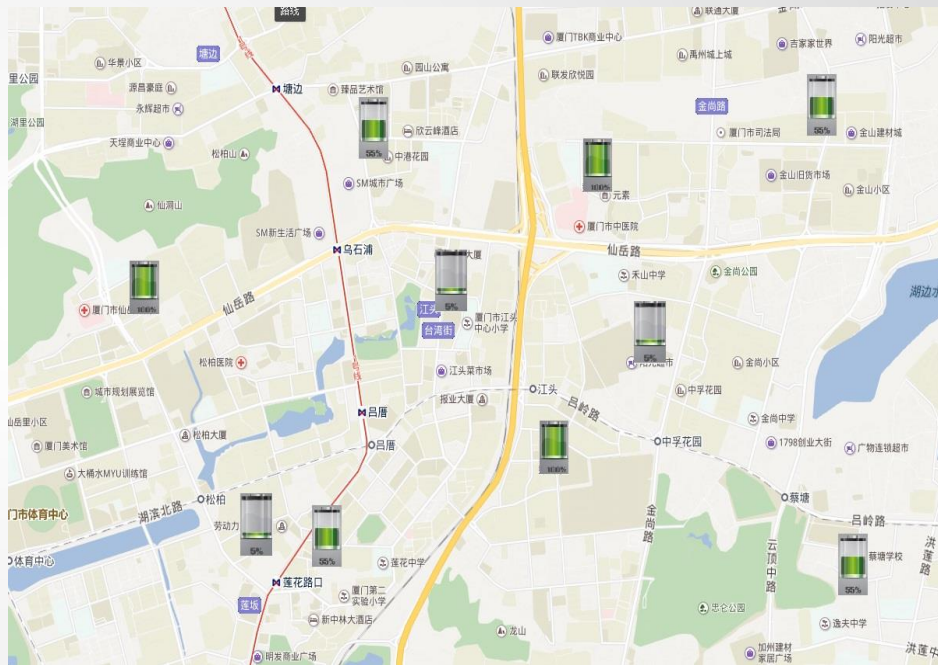 路线
联通大厦
厦门TBK商业中心
吉家家世界
阳光超市
塘边
华景小区
园山公寓
禹州城上城
里公园
源昌豪庭
塘边
臻品艺术馆
联发欣悦园
永辉超市
金尚路
湖里公园
55%
欣云峰酒店
厦门市司法局
55%
金山建材城
天埕商业中心
松柏山
中港花园
SM城市广场
100%
元素
金山旧货市场
金山小区
仙洞山
厦门市中医院
SM新生活广场
乌石浦
仙岳路
大厦
禾山中学
金尚公园
100%
厦门市仙岳
仙岳路
5%
江头
台湾街
厦门市江头
中心小学
湖边水
5%
阳光超市
松柏医院
1号线
江头菜市场
金尚小区
城市规划展览馆
报业大厦
江头
吕岭路
中孚花园
仙岳里小区
吕厝
金尚中学
松柏大厦
厦门美术馆
吕厝
中孚花园
1798创业大街
广物连锁超市
大桶水MYU训练馆
100%
松柏
蔡塘
门市体育中心
湖滨北路
劳动力
5%
55%
金尚路
吕岭路
体育中心
莲花中学
云顶中路
蔡塘学校
55%
洪莲路
莲花路口
厦门第二
实验小学
莲坂
新中林大酒店
忠仑公园
龙山
逸夫中学
明发商业广场
加州建材
家居广场
洪莲中